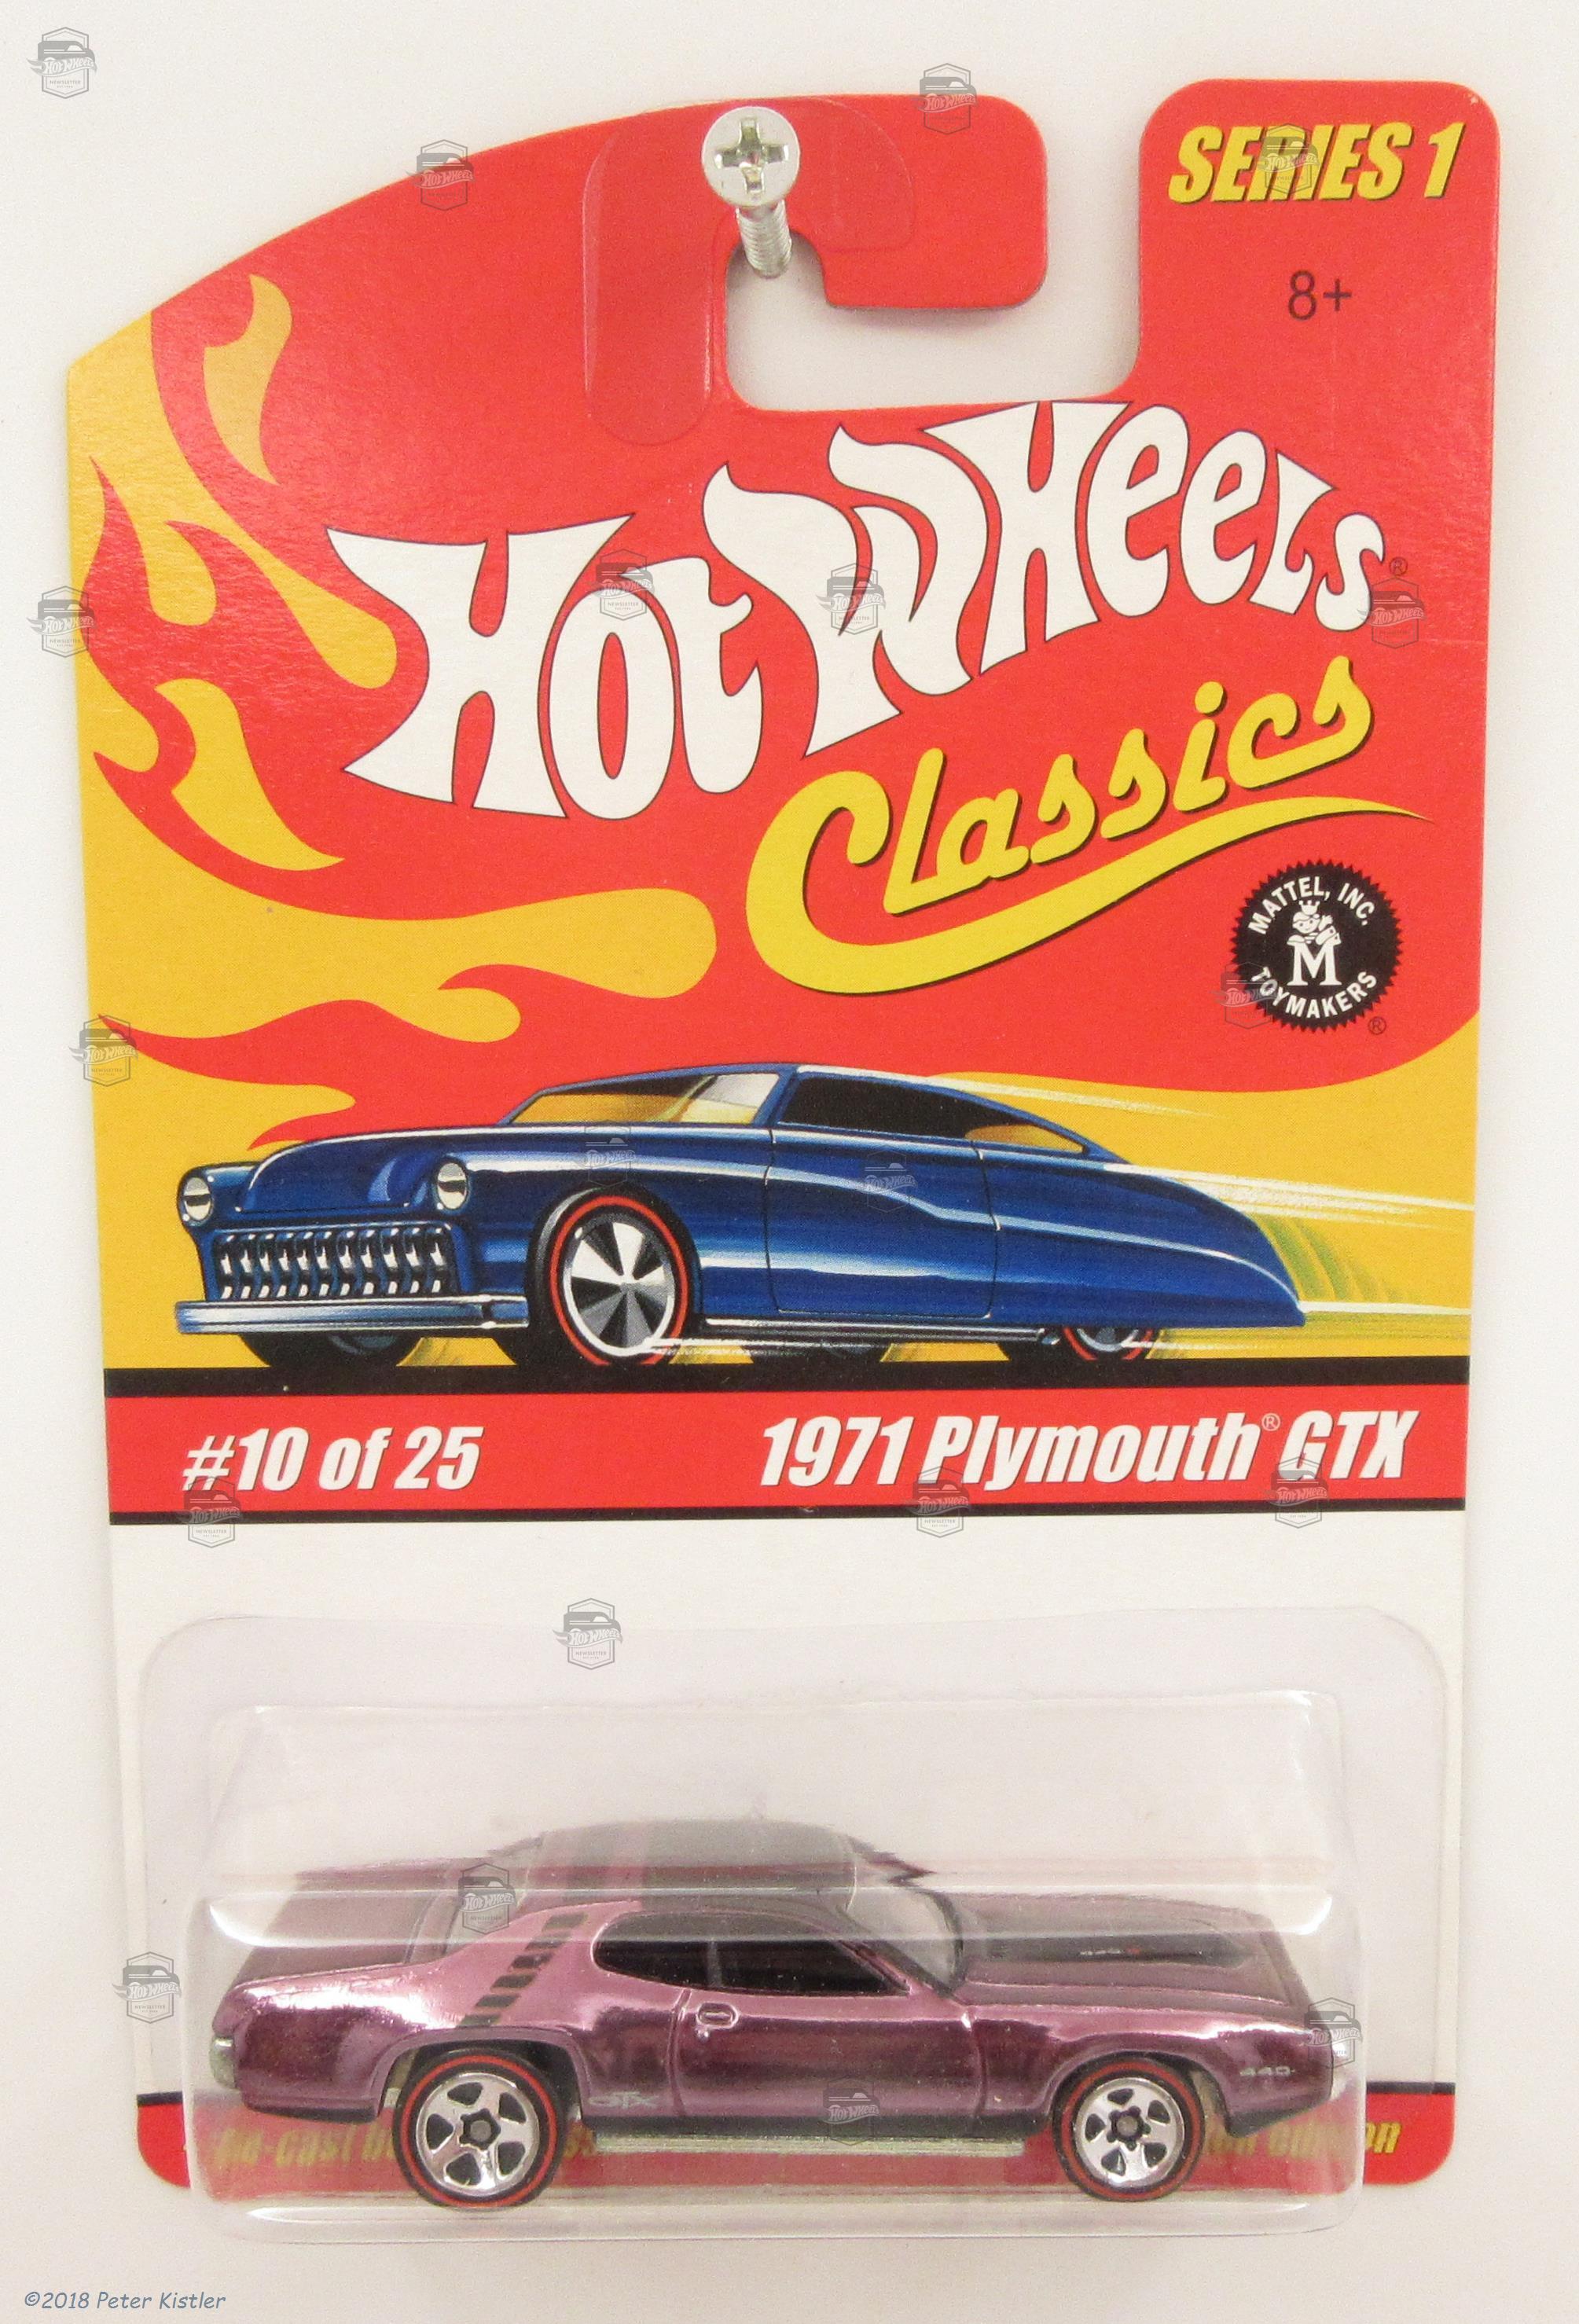 SERIES 1
8+
Hot Wheels®
Classics
MATTEL, INC.
M
TOYMAKERS
®
#10 of 25
1971 Plymouth® GTX
440
GTX
440
©2018 Peter Kistler